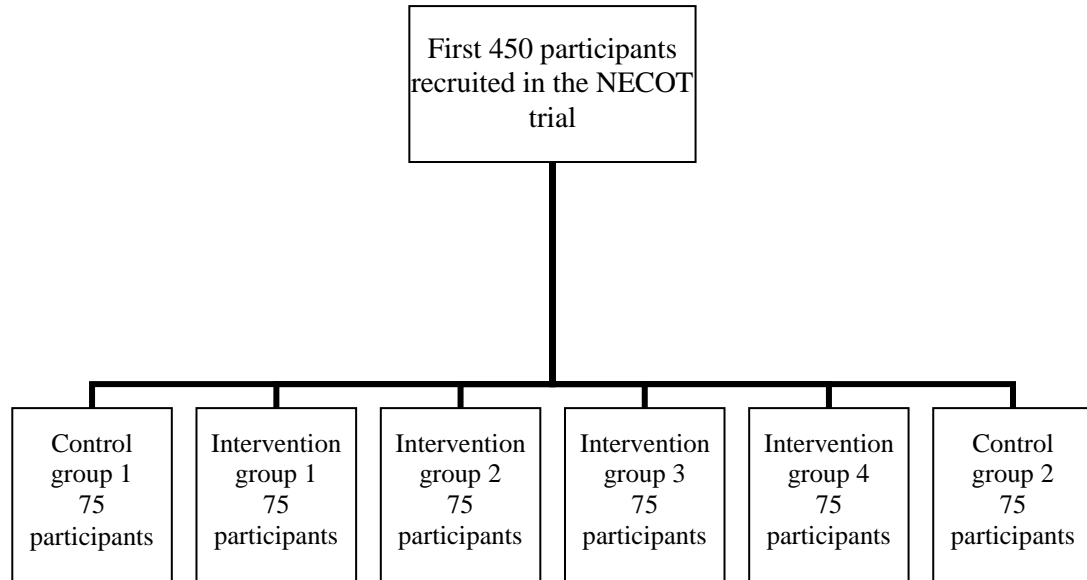 First 450 participants
recruited in the NECOT
trial
Control
group 1
75
participants
Intervention
group 1
75
participants
Intervention
group 2
75
participants
Intervention
group 3
75
participants
Intervention
group 4
75
participants
Control
group 2
75
participants